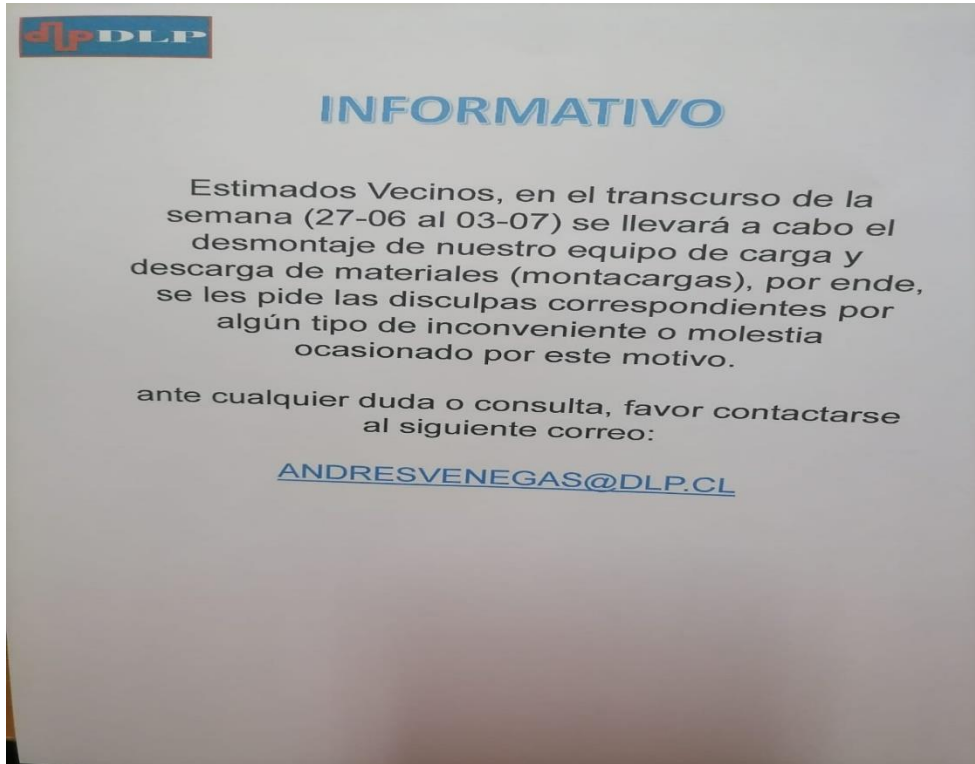 dlp DLP
INFORMATIVO
Estimados Vecinos, en el transcurso de la
semana (27-06 al 03-07) se llevará a cabo el
desmontaje de nuestro equipo de carga y
descarga de materiales (montacargas), por ende,
se les pide las disculpas correspondientes por
algún tipo de inconveniente o molestia
ocasionado por este motivo.
ante cualquier duda o consulta, favor contactarse
al siguiente correo:
ANDRESVENEGAS@DLP.CL